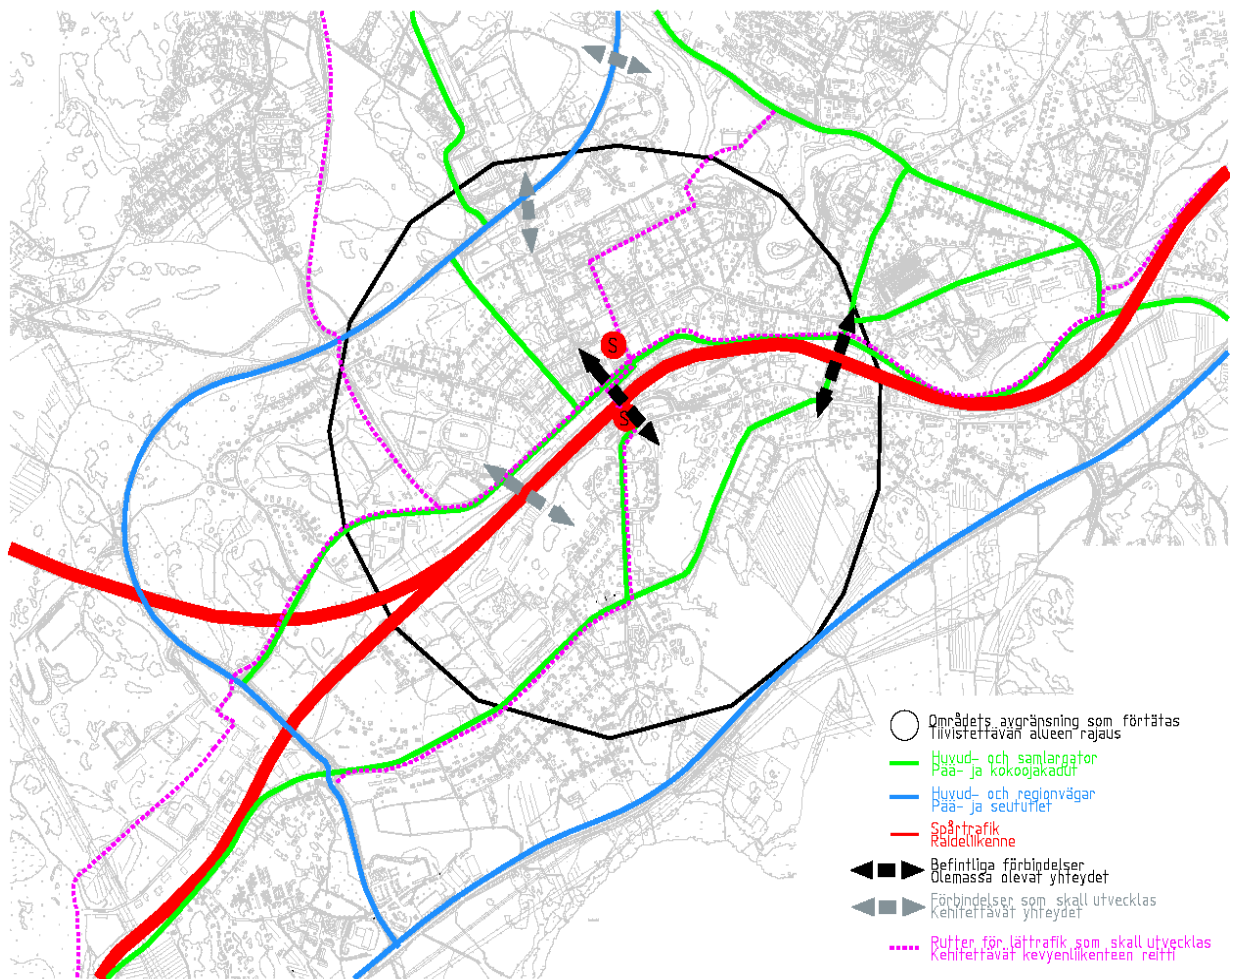 S
S
Områdets avgränsning som förtätas
Tiivistettävän alueen rajaus
Huvud- och samlargator
Pää- ja kokoojakadut
Huvud- och regionvägar
Pää- ja seututiet
Spårtrafik
Raideliikenne
Befintliga förbindelser
Olemassa olevat yhteydet
Förbindelser som skall utvecklas
Kehitettävät yhteydet
Rutter för lättrafik som skall utvecklas
Kehitettävät kevyenliikenteen reitti